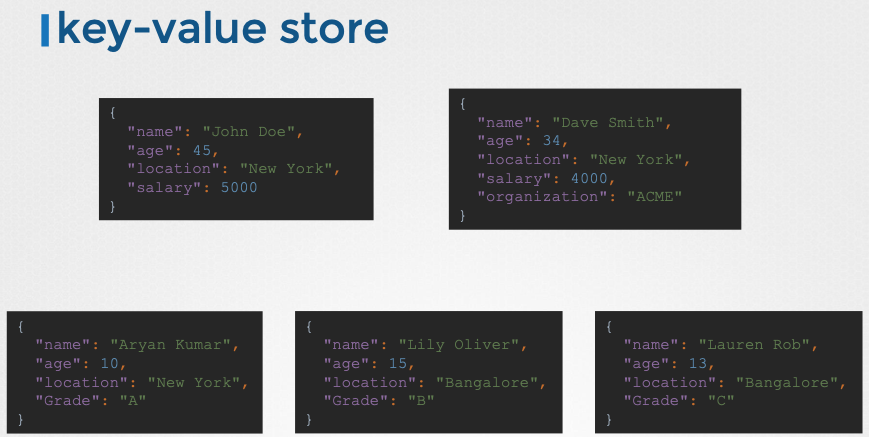 key-value store
{
"name": "John Doe",
"age": 45,
"location": "New York",
"salary": 5000
}
{
"name": "Dave Smith",
"age": 34,
"location": "New York",
"salary": 4000,
"organization": "ACME"
}
{
"name": "Aryan Kumar",
"age": 10,
"location": "New York",
"Grade": "A"
}
{
"name": "Lily Oliver",
"age": 15,
"location": "Bangalore",
"Grade": "B"
}
{
"name": "Lauren Rob",
"age": 13,
"location": "Bangalore",
"Grade": "C"
}